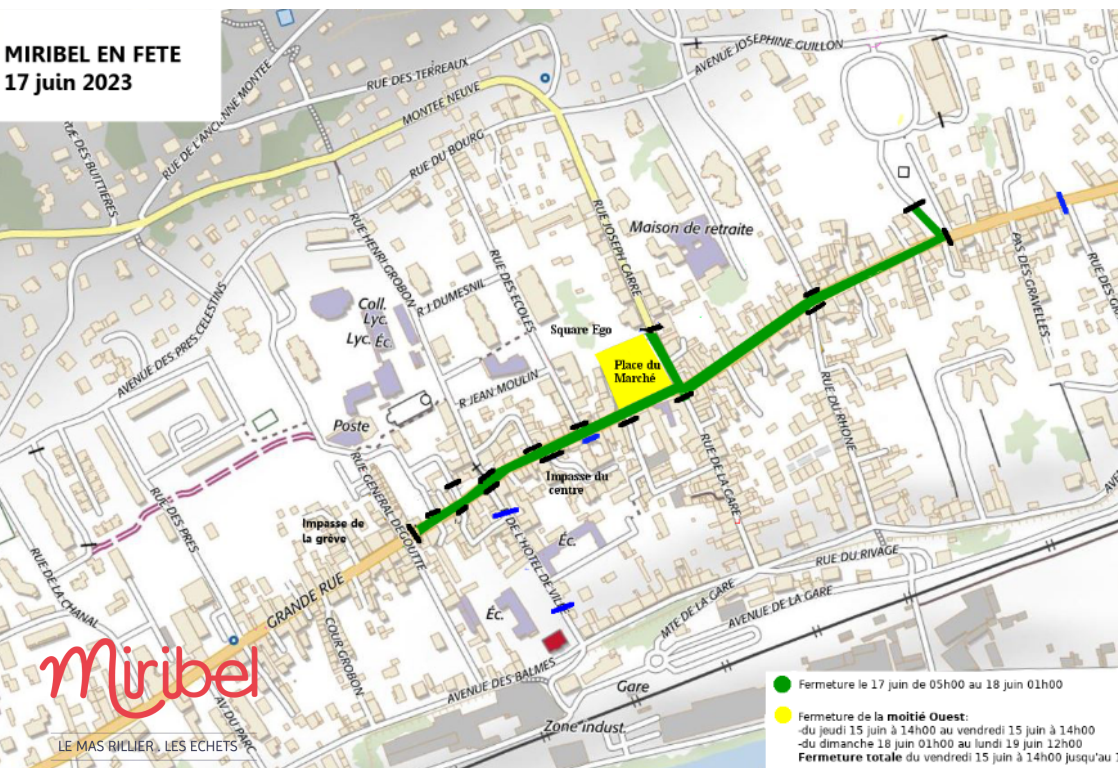 MIRIBEL EN FETE
17 juin 2023
RUE DES TERREAUX
AVENUE JOSEPHINE GUILLON
RUE DE L'ANCIENNE MONTÉE
MONTÉE NEUVE
RUE DES BUITTIÈRES
RUE DU BOURG
RUE JOSEPH CARRE
Maison de retraite
RUE HENRI GROBON
RUE DES ECOLES
PAS DES GRAVELLES
RUE DES
AVENUE DES PRES CELESTINS
R J DUMESNIL
Coll.
Lyc.
Lyc. Éc.
Square Ego
Place du
Marché
R JEAN MOULIN
Poste
RUE DU RHONE
RUE DE LA GARE
RUE GENERAL DEGOUTTE
Impasse du
centre
RUE DES PRES
Impasse de
la grève
DE L'HOTEL DE VILLE
Éc.
RUE DU RIVAGE
RUE DE LA CHANAL
GRANDE RUE
MTE DE LA GARE
AVENUE DE LA GARE
Éc.
COUR GROBON
AVENUE DES BALMES
Gare
AV DU PARC
Zone indust.
Miribel
LE MAS RILLIER . LES ECHETS
Fermeture le 17 juin de 05h00 au 18 juin 01h00
Fermeture de la moitié Ouest:
-du jeudi 15 juin à 14h00 au vendredi 15 juin à 14h00
-du dimanche 18 juin 01h00 au lundi 19 juin 12h00
Fermeture totale du vendredi 15 juin à 14h00 jusqu'au